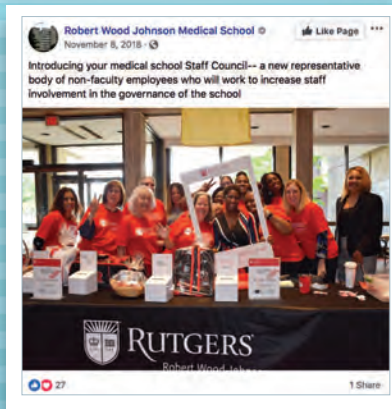 Robert Wood Johnson Medical School
Like Page
November 8, 2018 ·
Introducing your medical school Staff Council-- a new representative
body of non-faculty employees who will work to increase staff
involvement in the governance of the school
RUTGERS
Robert Wood Johns
27
1 Share